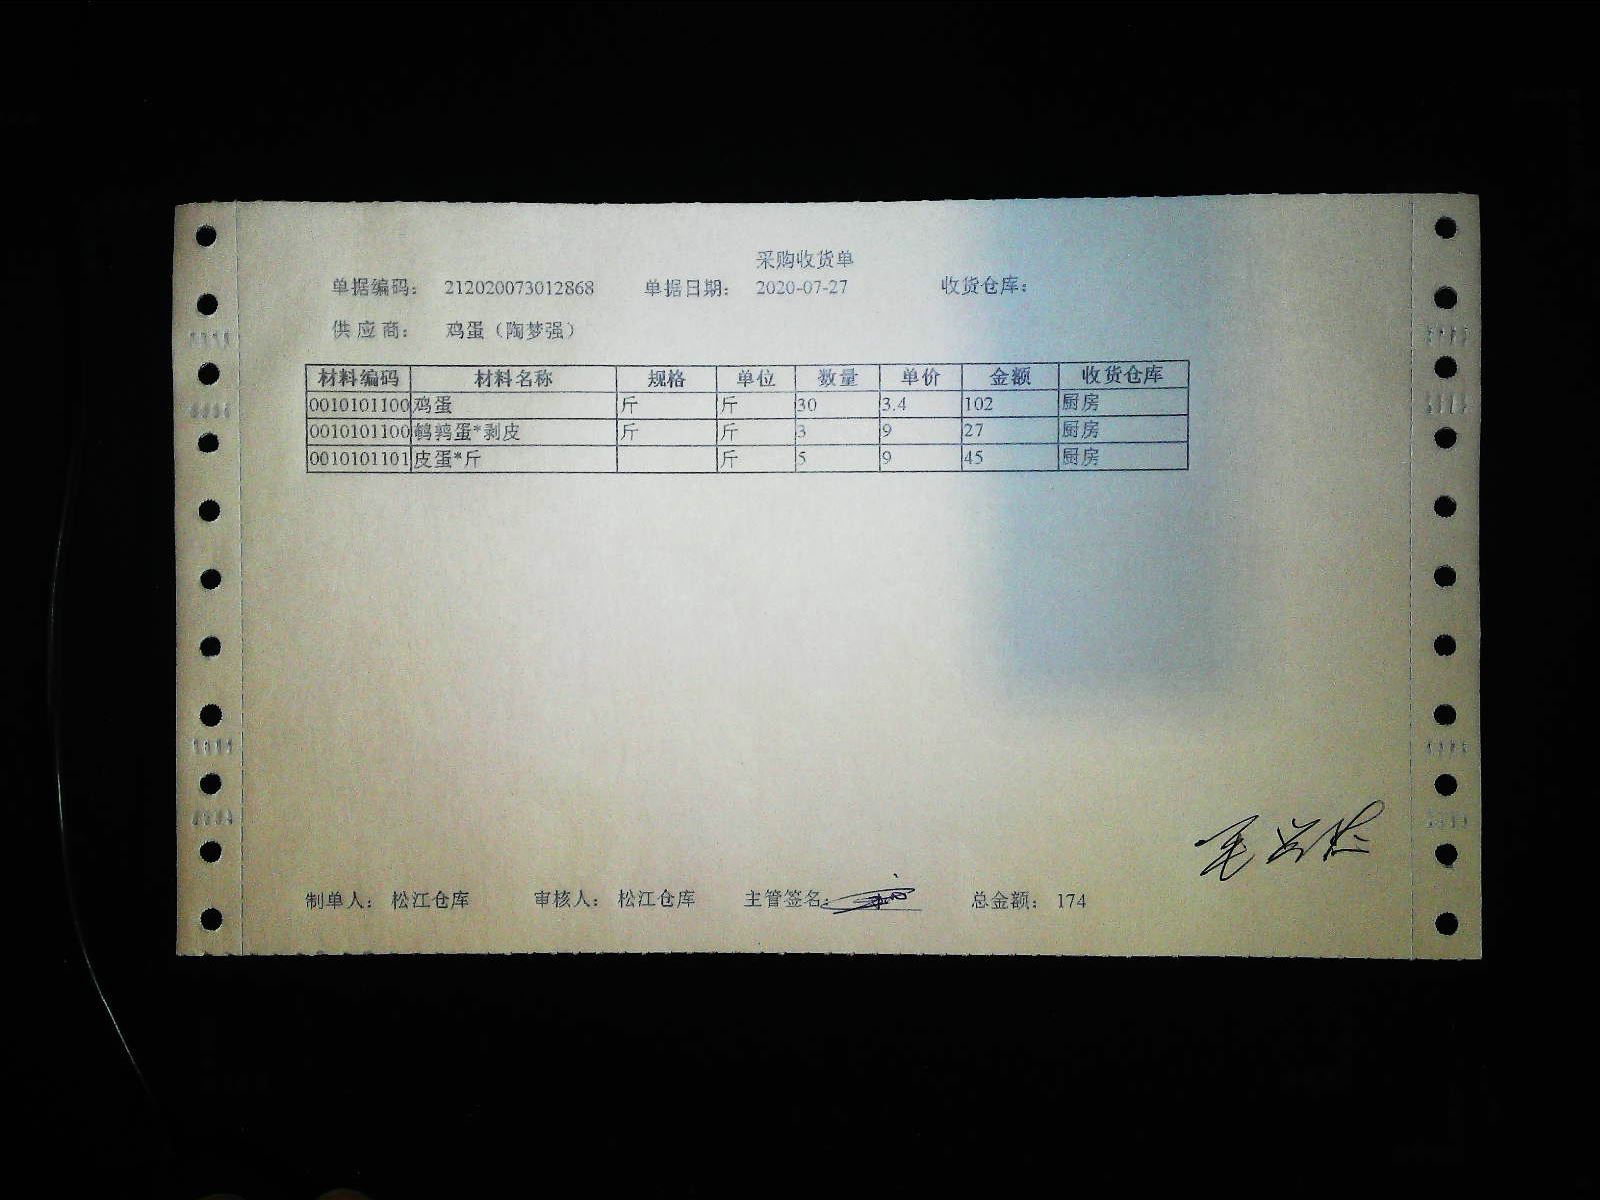 采购收货单
单据编码： 212020073012868 单据日期： 2020-07-27 收货仓库：
供 应 商： 鸡蛋（陶梦强）
材料编码 材料名称 规格 单位 数量 单价 金额 收货仓库
0010101100 鸡蛋 斤 斤 30 3.4 102 厨房
0010101100 鹌鹑蛋*剥皮 斤 斤 3 9 27 厨房
0010101101 皮蛋*斤 斤 5 9 45 厨房
制单人： 松江仓库 审核人： 松江仓库 主管签名： 总金额： 174